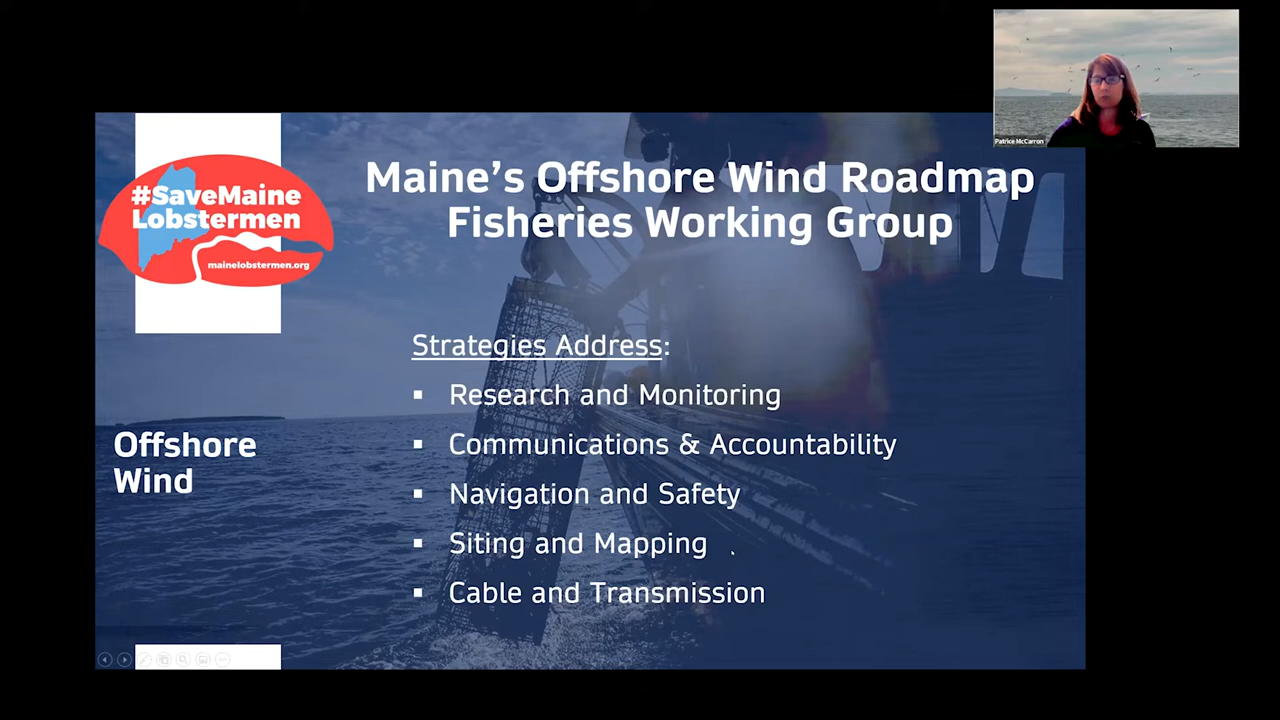 Patrice McCarron
#SaveMaine
Lobstermen
mainelobstermen.org
Maine’s Offshore Wind Roadmap
Fisheries Working Group
Offshore
Wind
Strategies Address:
▪ Research and Monitoring
▪ Communications & Accountability
▪ Navigation and Safety
▪ Siting and Mapping
▪ Cable and Transmission